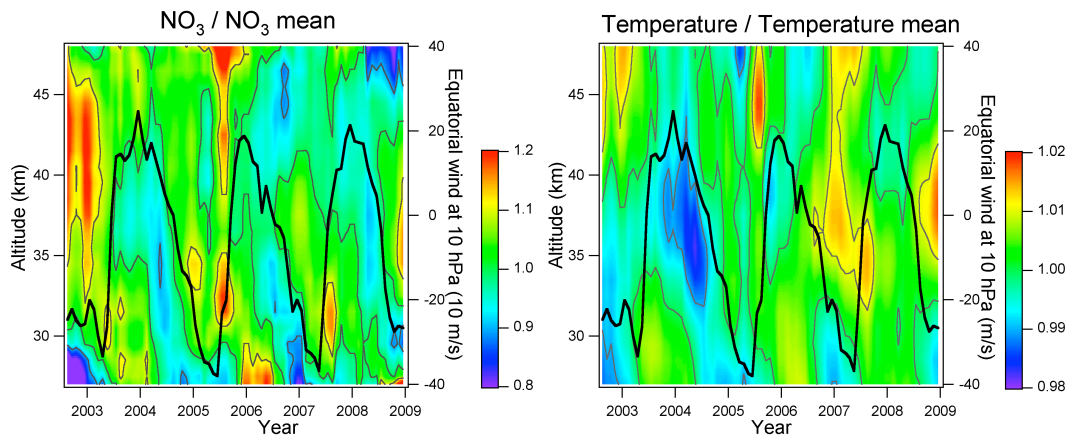 NO3 / NO3 mean
Temperature / Temperature mean
Altitude (km)
45
40
35
30
40
20
0
-20
-40
Equatorial wind at 10 hPa (10 m/s)
1.2
1.1
1.0
0.9
0.8
2003 2004 2005 2006 2007 2008 2009
Year
Altitude (km)
45
40
35
30
40
20
0
-20
-40
Equatorial wind at 10 hPa (m/s)
1.02
1.01
1.00
0.99
0.98
2003 2004 2005 2006 2007 2008 2009
Year